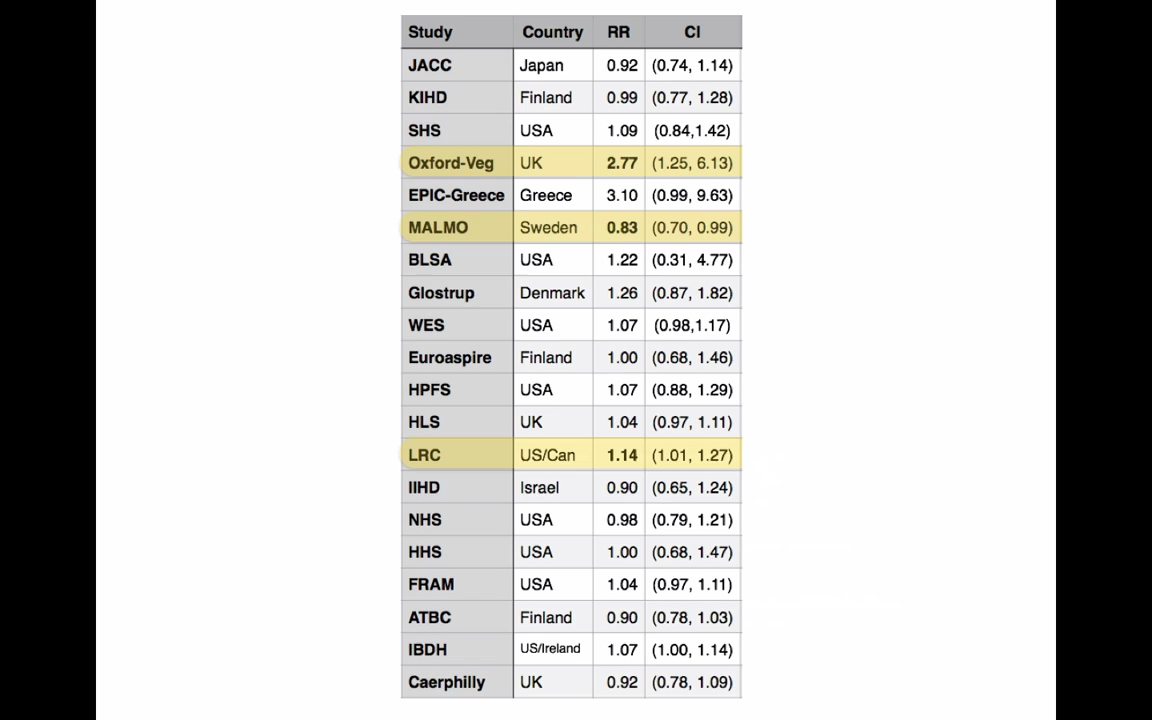 Study Country RR CI
JACC Japan 0.92 (0.74, 1.14)
KIHD Finland 0.99 (0.77, 1.28)
SHS USA 1.09 (0.84,1.42)
Oxford-Veg UK 2.77 (1.25, 6.13)
EPIC-Greece Greece 3.10 (0.99, 9.63)
MALMO Sweden 0.83 (0.70, 0.99)
BLSA USA 1.22 (0.31, 4.77)
Glostrup Denmark 1.26 (0.87, 1.82)
WES USA 1.07 (0.98,1.17)
Euroaspire Finland 1.00 (0.68, 1.46)
HPFS USA 1.07 (0.88, 1.29)
HLS UK 1.04 (0.97, 1.11)
LRC US/Can 1.14 (1.01, 1.27)
IIHD Israel 0.90 (0.65, 1.24)
NHS USA 0.98 (0.79, 1.21)
HHS USA 1.00 (0.68, 1.47)
FRAM USA 1.04 (0.97, 1.11)
ATBC Finland 0.90 (0.78, 1.03)
IBDH US/Ireland 1.07 (1.00, 1.14)
Caerphilly UK 0.92 (0.78, 1.09)